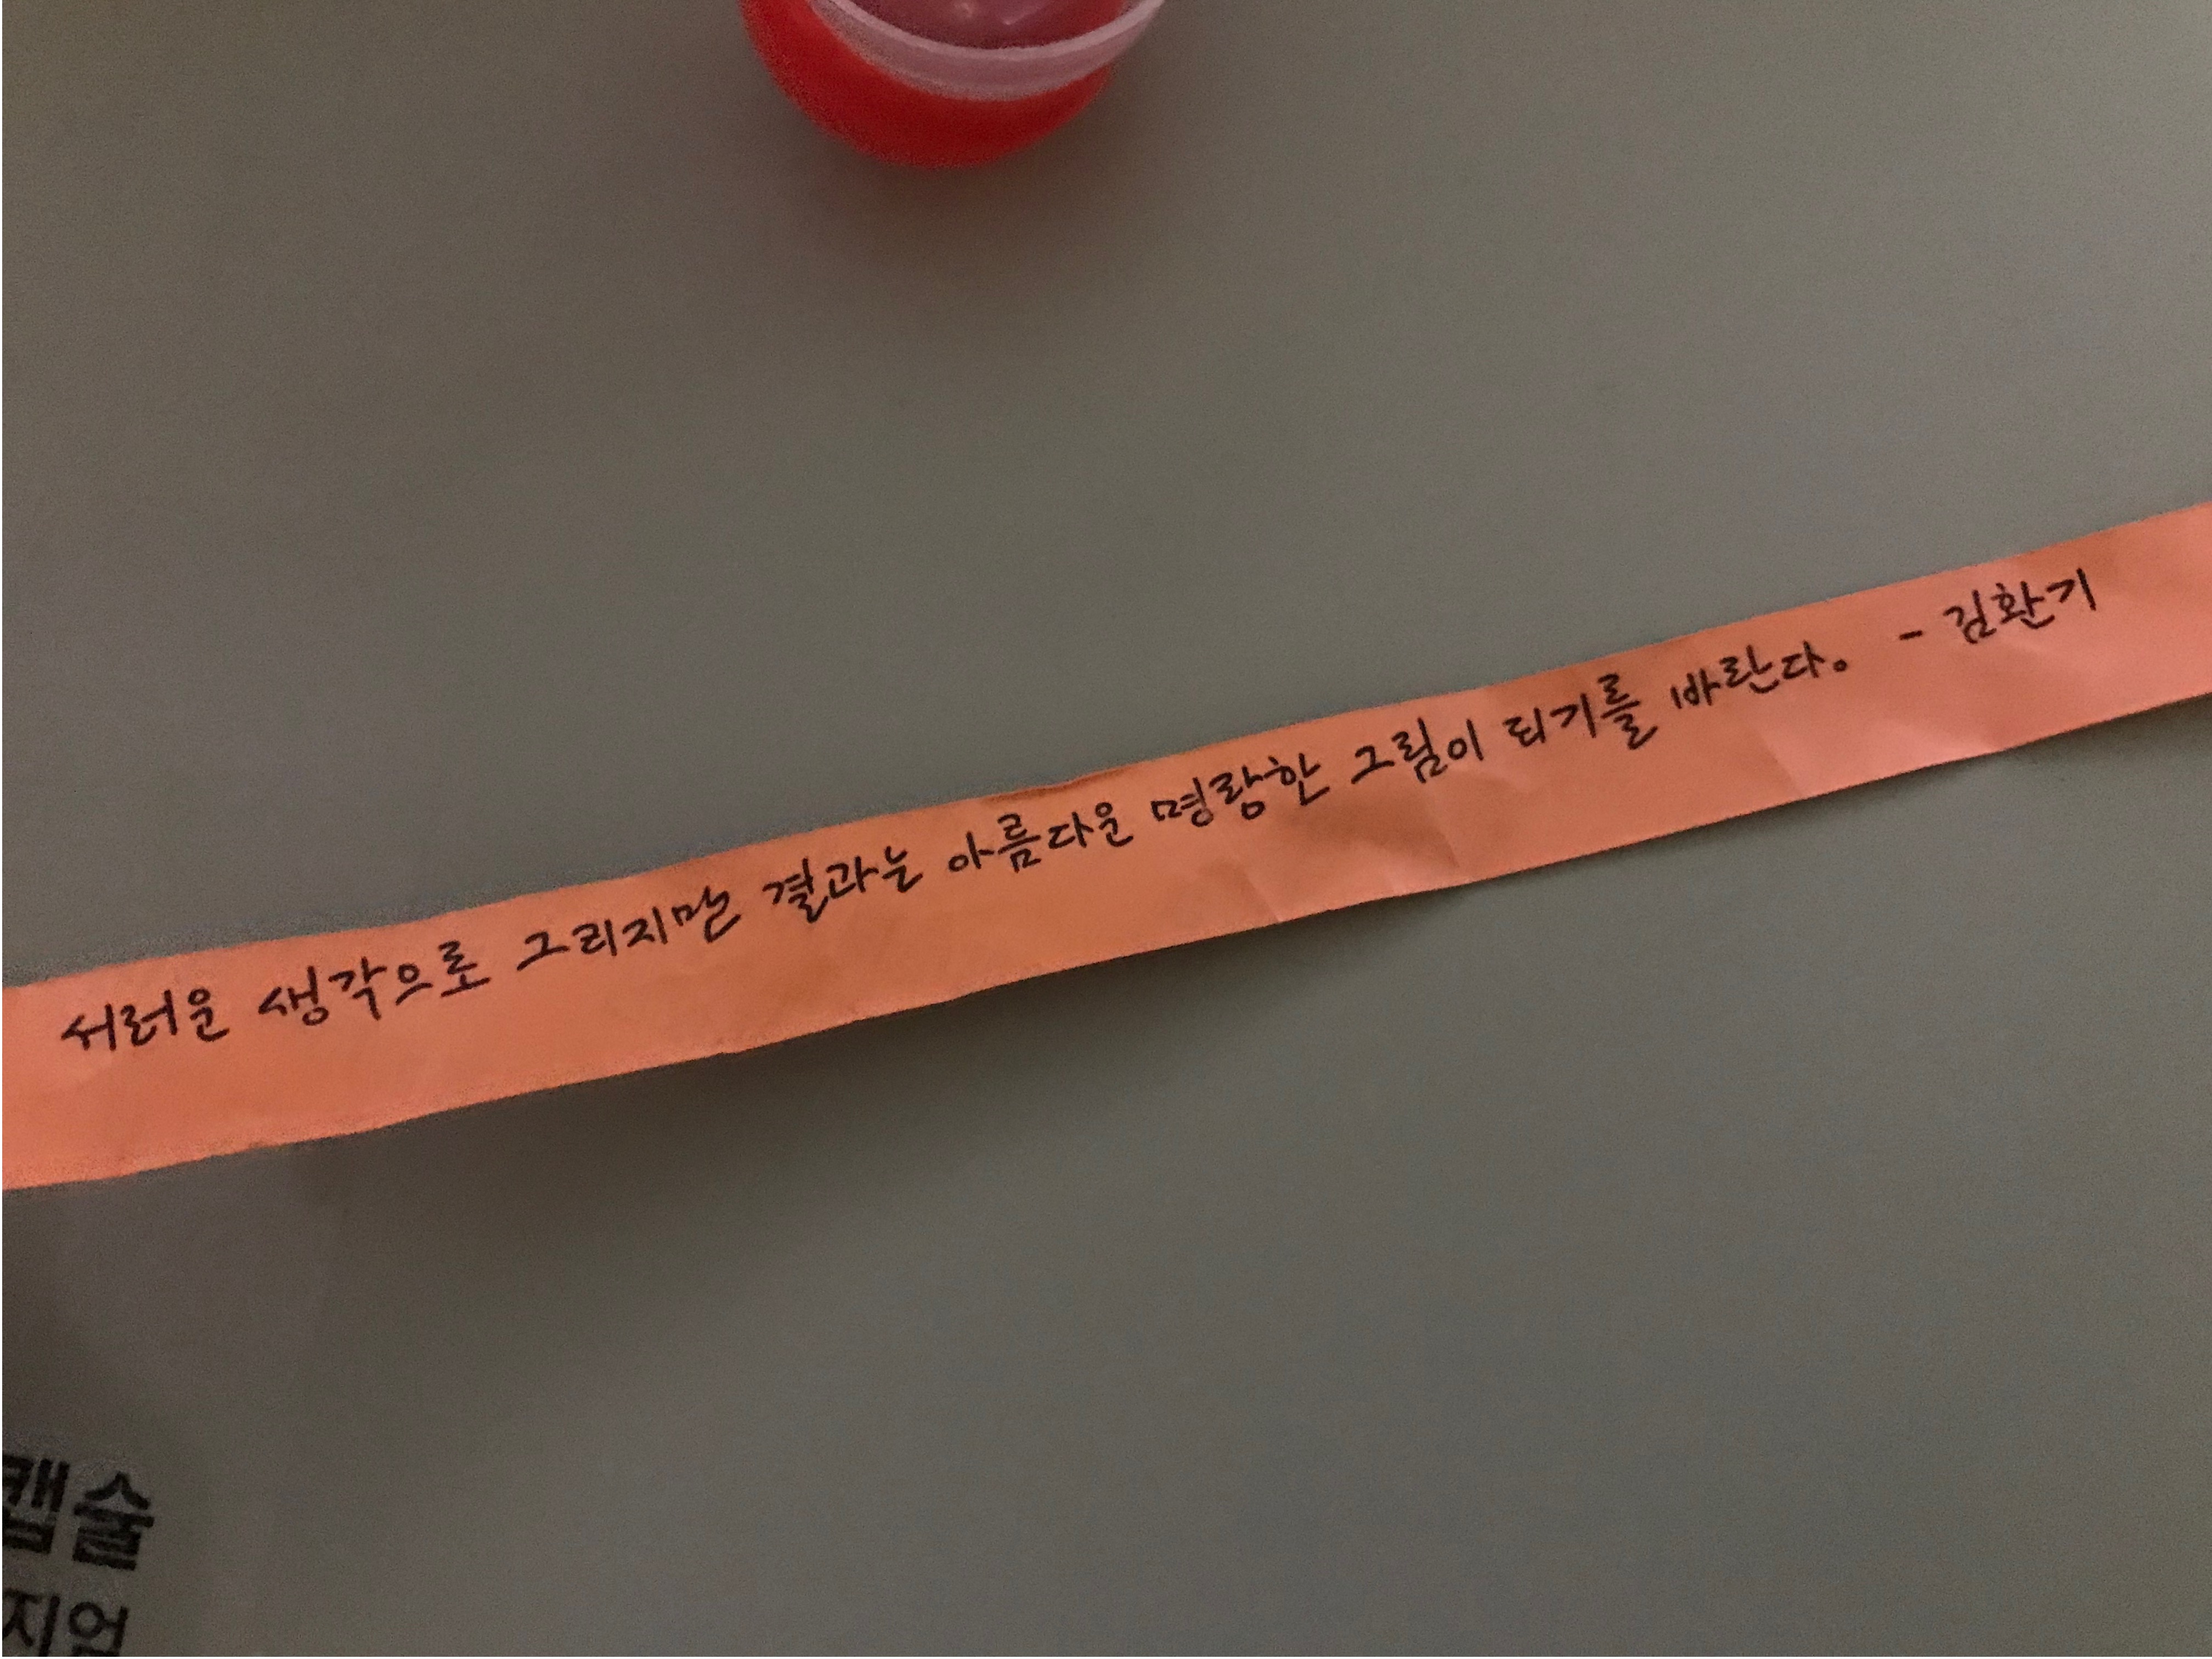 서러운 생각으로 그리지만 결과는 아름다운 명랑한 그림이 되기를 바란다. - 김환기
캡슐
지엄